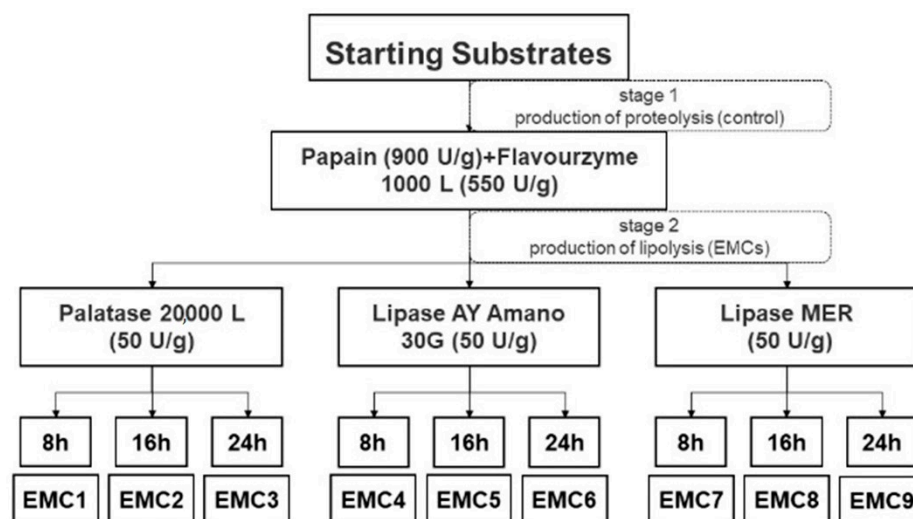 Starting Substrates
stage 1
production of proteolysis (control)
Papain (900 U/g)+Flavourzyme
1000 L (550 U/g)
stage 2
production of lipolysis (EMCs)
Palatase 20,000 L
(50 U/g)
Lipase AY Amano
30G (50 U/g)
Lipase MER
(50 U/g)
8h 16h 24h 8h 16h 24h 8h 16h 24h
EMC1 EMC2 EMC3 EMC4 EMC5 EMC6 EMC7 EMC8 EMC9